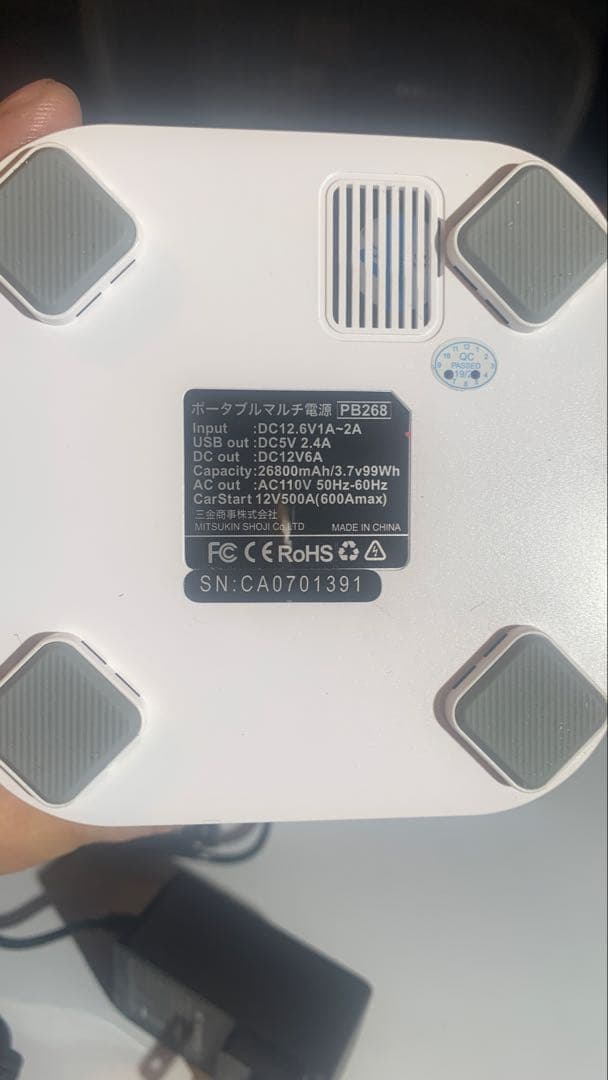 QC
PASSED
ポータブルマルチ電源 PB268
Input :DC12.6V1A~2A
USB out :DC5V 2.4A
DC out :DC12V6A
Capacity:26800mAh/3.7v99Wh
AC out :AC110V 50Hz-60Hz
CarStart 12V500A(600Amax)
三金商事株式会社
MITSUKIN SHOJI Co.LTD MADE IN CHINA
FC CE RoHS
SN:CA0701391